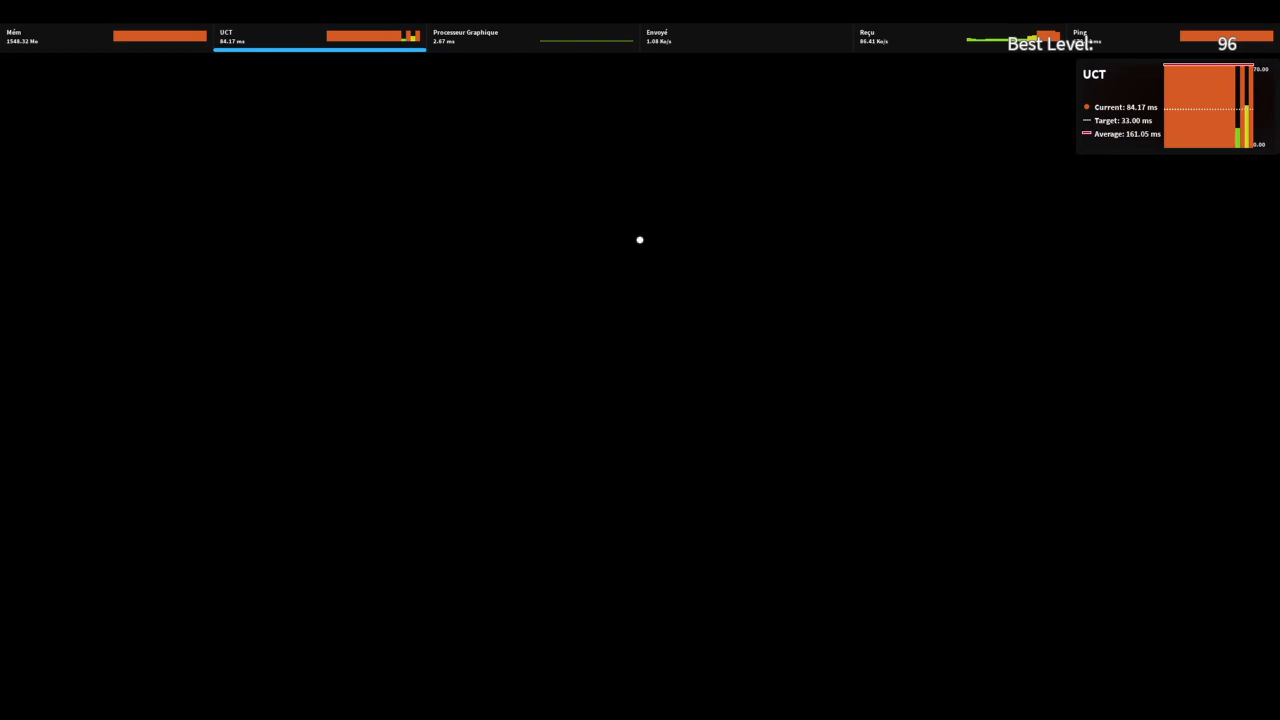 Mém
1548.32 Mo
UCT
84.17 ms
Processeur Graphique
2.67 ms
Envoyé
1.08 Ko/s
Reçu
86.41 Ko/s
Ping
ms
Best Level: 96
UCT
70.00
Current: 84.17 ms
Target: 33.00 ms
Average: 161.05 ms
0.00